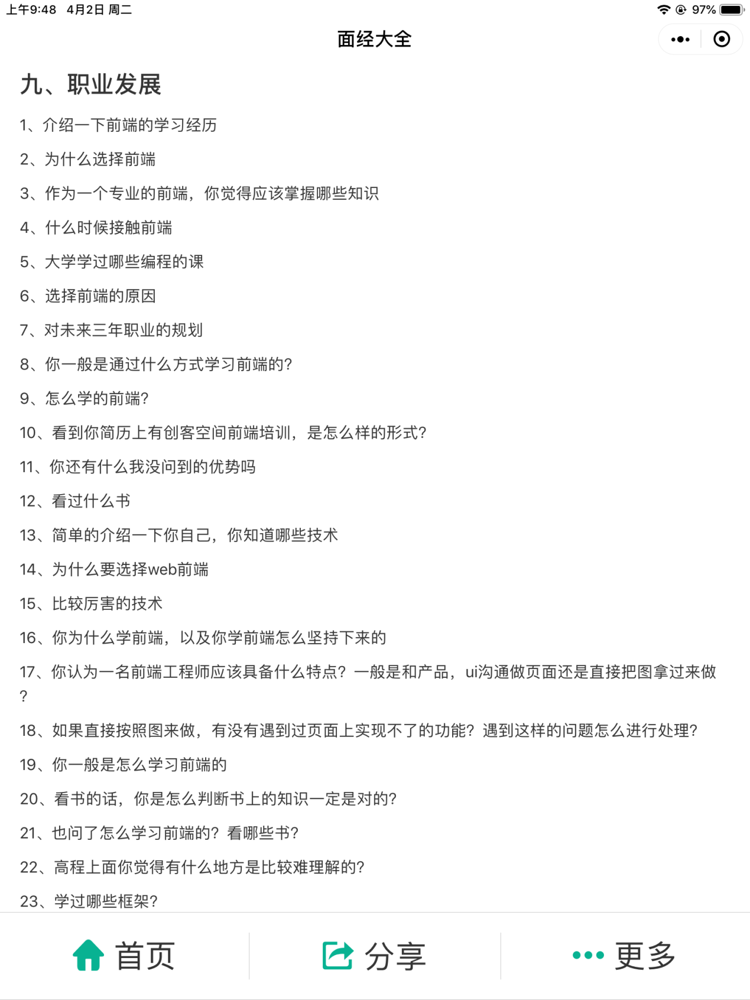 上午9:48 4月2日 周二
97%
面经大全
九、职业发展
1、介绍一下前端的学习经历
2、为什么选择前端
3、作为一个专业的前端，你觉得应该掌握哪些知识
4、什么时候接触前端
5、大学学过哪些编程的课
6、选择前端的原因
7、对未来三年职业的规划
8、你一般是通过什么方式学习前端的？
9、怎么学的前端？
10、看到你简历上有创客空间前端培训，是怎么样的形式？
11、你还有什么我没问到的优势吗
12、看过什么书
13、简单的介绍一下你自己，你知道哪些技术
14、为什么要选择web前端
15、比较厉害的技术
16、你为什么学前端，以及你学前端怎么坚持下来的
17、你认为一名前端工程师应该具备什么特点？一般是和产品，ui沟通做页面还是直接把图拿过来做
？
18、如果直接按照图来做，有没有遇到过页面上实现不了的功能？遇到这样的问题怎么进行处理？
19、你一般是怎么学习前端的
20、看书的话，你是怎么判断书上的知识一定是对的？
21、也问了怎么学习前端的？看哪些书？
22、高程上面你觉得有什么地方是比较难理解的？
23、学过哪些框架？
首页 分享 更多